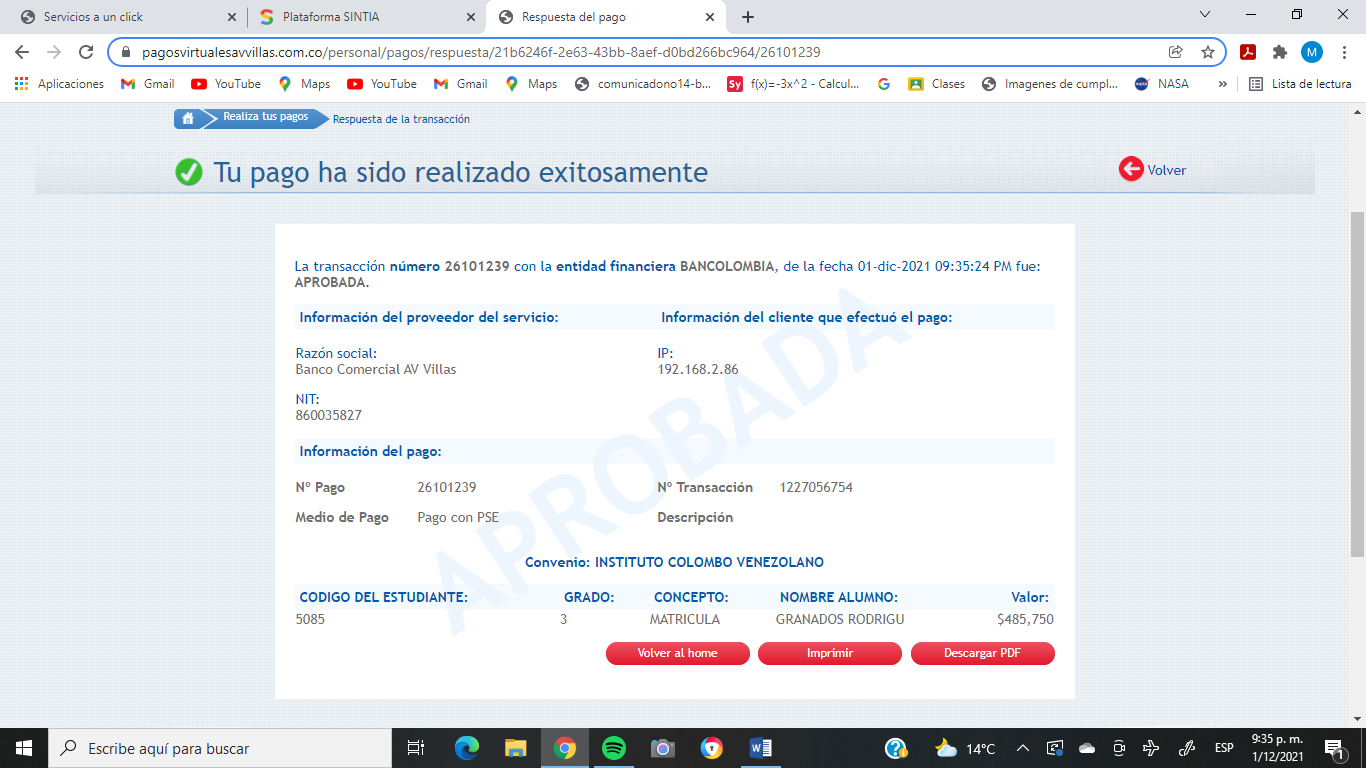 Servicios a un click
Plataforma SINTIA
Respuesta del pago
pagosvirtualesavvillas.com.co/personal/pagos/respuesta/21b6246f-2e63-43bb-8aef-d0bd266bc964/26101239
M
Aplicaciones
Gmail
YouTube
Maps
YouTube
Gmail
Maps
comunicadono14-b...
Sy
f(x)=-3x^2 - Calcul...
G
Clases
Imagenes de cumpl...
NASA
»
Lista de lectura
Realiza tus pagos
Respuesta de la transacción
Tu pago ha sido realizado exitosamente
Volver
La transacción número 26101239 con la entidad financiera BANCOLOMBIA, de la fecha 01-dic-2021 09:35:24 PM fue:
APROBADA.
Información del proveedor del servicio:
Información del cliente que efectuó el pago:
Razón social:
Banco Comercial AV Villas
IP:
192.168.2.86
NIT:
860035827
APROBADA
Información del pago:
Nº Pago 26101239
Nº Transacción 1227056754
Medio de Pago Pago con PSE
Descripción
Convenio: INSTITUTO COLOMBO VENEZOLANO
CODIGO DEL ESTUDIANTE: GRADO: CONCEPTO: NOMBRE ALUMNO: Valor:
5085 3 MATRICULA GRANADOS RODRIGU $485,750
Volver al home
Imprimir
Descargar PDF
Escribe aquí para buscar
14°C
ESP
9:35 p. m.
1/12/2021
1